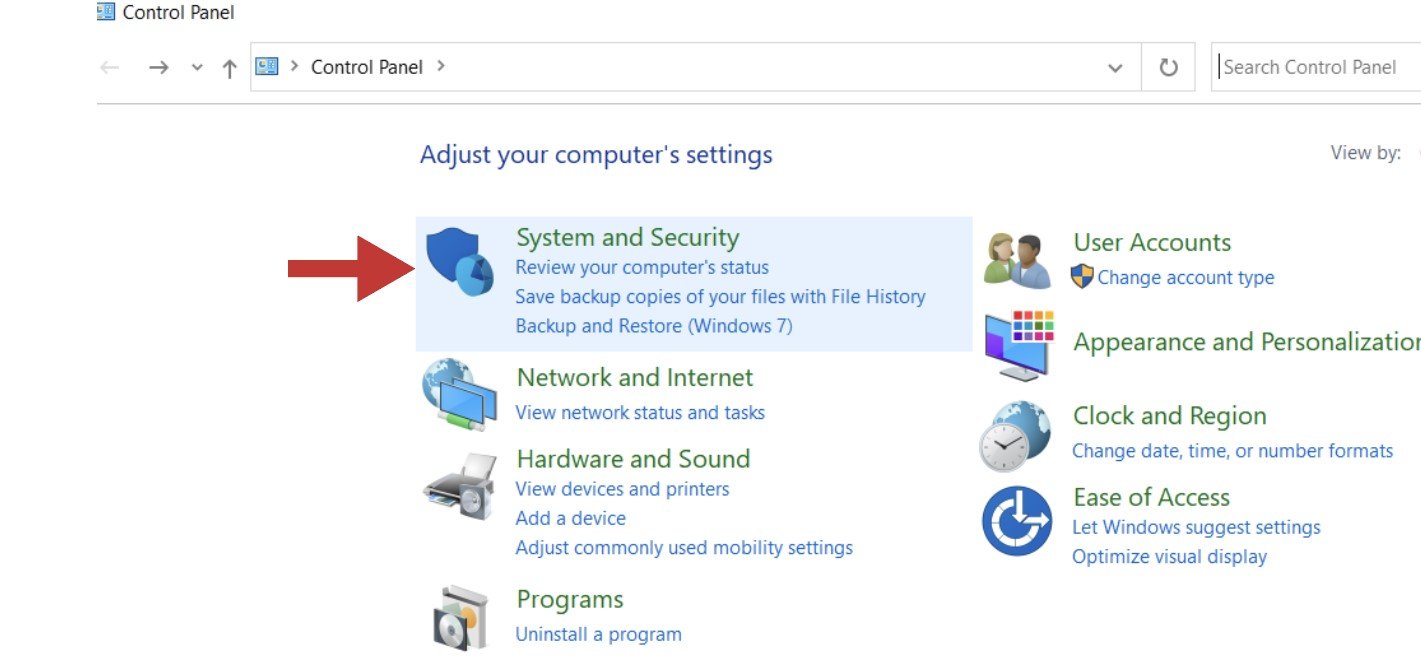 Control Panel
Control Panel
Search Control Panel
Adjust your computer's settings
View by:
System and Security
Review your computer's status
Save backup copies of your files with File History
Backup and Restore (Windows 7)
Network and Internet
View network status and tasks
Hardware and Sound
View devices and printers
Add a device
Adjust commonly used mobility settings
Programs
Uninstall a program
User Accounts
Change account type
Appearance and Personalization
Clock and Region
Change date, time, or number formats
Ease of Access
Let Windows suggest settings
Optimize visual display